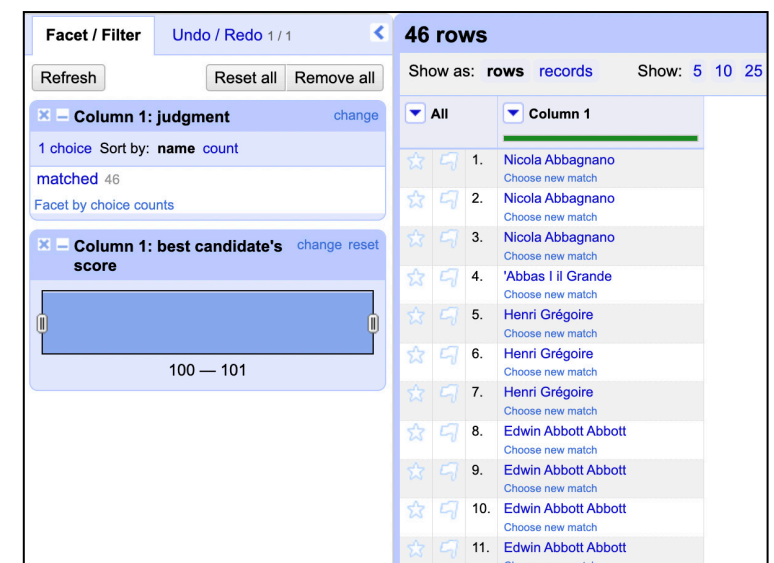 Facet / Filter
Undo / Redo 1 / 1
Refresh
Reset all
Remove all
Column 1: judgment
change
1 choice Sort by: name count
matched 46
Facet by choice counts
Column 1: best candidate's score
change reset
100 — 101
46 rows
Show as: rows records
Show: 5 10 25
All
Column 1
1. Nicola Abbagnano
Choose new match
2. Nicola Abbagnano
Choose new match
3. Nicola Abbagnano
Choose new match
4. 'Abbas I il Grande
Choose new match
5. Henri Grégoire
Choose new match
6. Henri Grégoire
Choose new match
7. Henri Grégoire
Choose new match
8. Edwin Abbott Abbott
Choose new match
9. Edwin Abbott Abbott
Choose new match
10. Edwin Abbott Abbott
Choose new match
11. Edwin Abbott Abbott